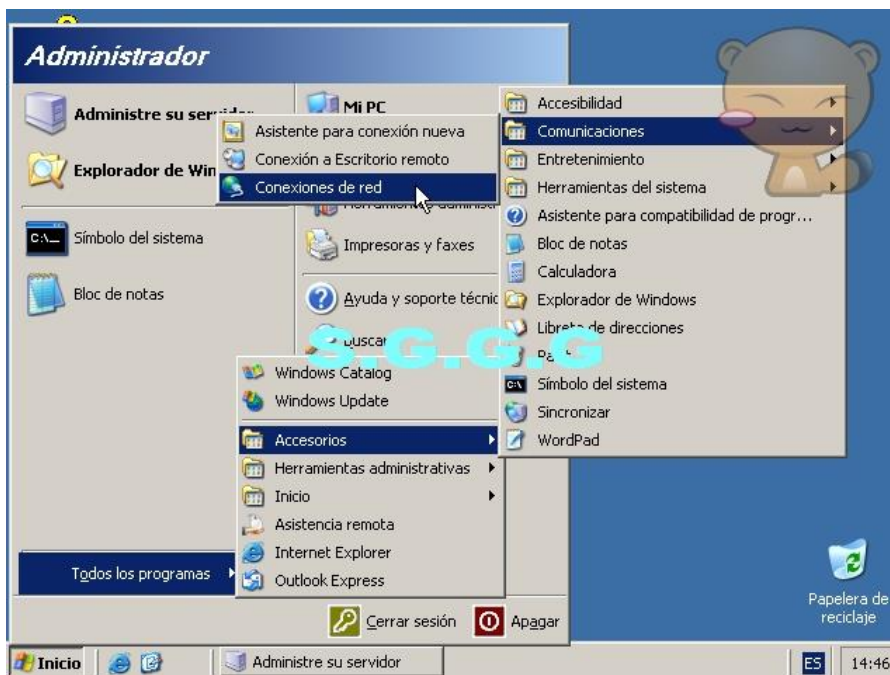 Administrador
Administre su
Mi PC
Explorador de Win
Símbolo del sistema
Bloc de notas
Impresoras y faxes
Ayuda y soporte técnic
Buscar
Asistente para conexión nueva
Conexión a Escritorio remoto
Conexiones de red
Accesibilidad
Comunicaciones
Entretenimiento
Herramientas del sistema
Asistente para compatibilidad de progr...
Bloc de notas
Calculadora
Explorador de Windows
Libreta de direcciones
Símbolo del sistema
Sincronizar
WordPad
S.G.G.G
Windows Catalog
Windows Update
Accesorios
Herramientas administrativas
Inicio
Asistencia remota
Internet Explorer
Outlook Express
Todos los programas
Cerrar sesión
Apagar
Papelera de
reciclaje
Inicio
Administre su servidor
ES
14:46